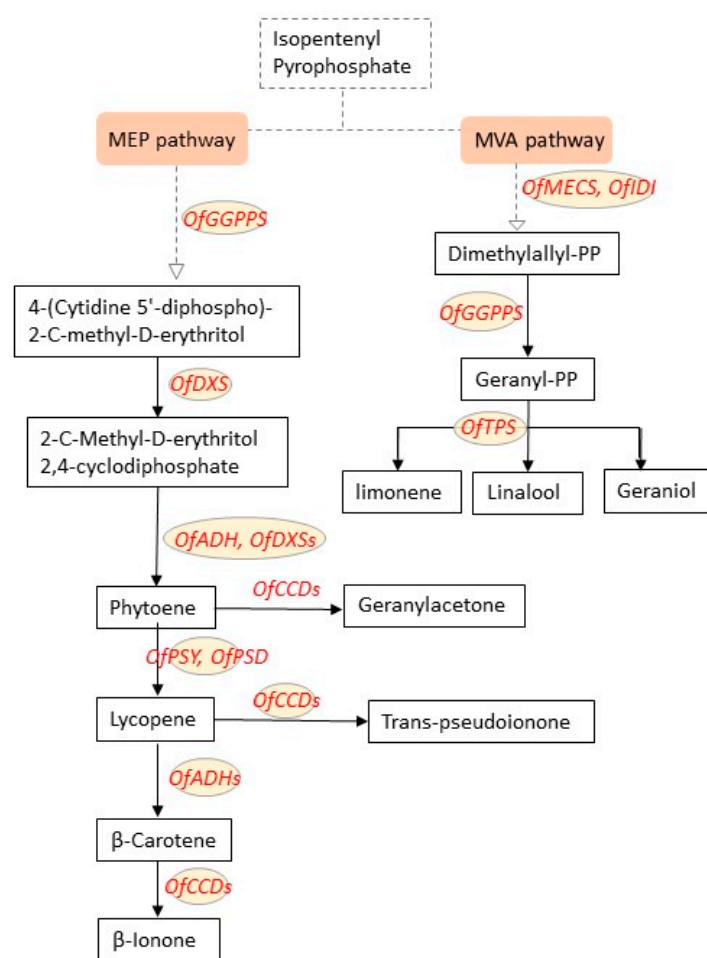 Isopentenyl
Pyrophosphate
MEP pathway
MVA pathway
OfGGPPS
OfMECS, OfIDI
Dimethylallyl-PP
4-(Cytidine 5'-diphospho)-
2-C-methyl-D-erythritol
OfGGPPS
OfDXS
Geranyl-PP
2-C-Methyl-D-erythritol
2,4-cyclodiphosphate
OfTPS
limonene
Linalool
Geraniol
OfADH, OfDXSs
Phytoene
OfCCDs
Geranylacetone
OfPSY, OfPSD
Lycopene
OfCCDs
Trans-pseudoionone
OfADHs
β-Carotene
OfCCDs
β-Ionone